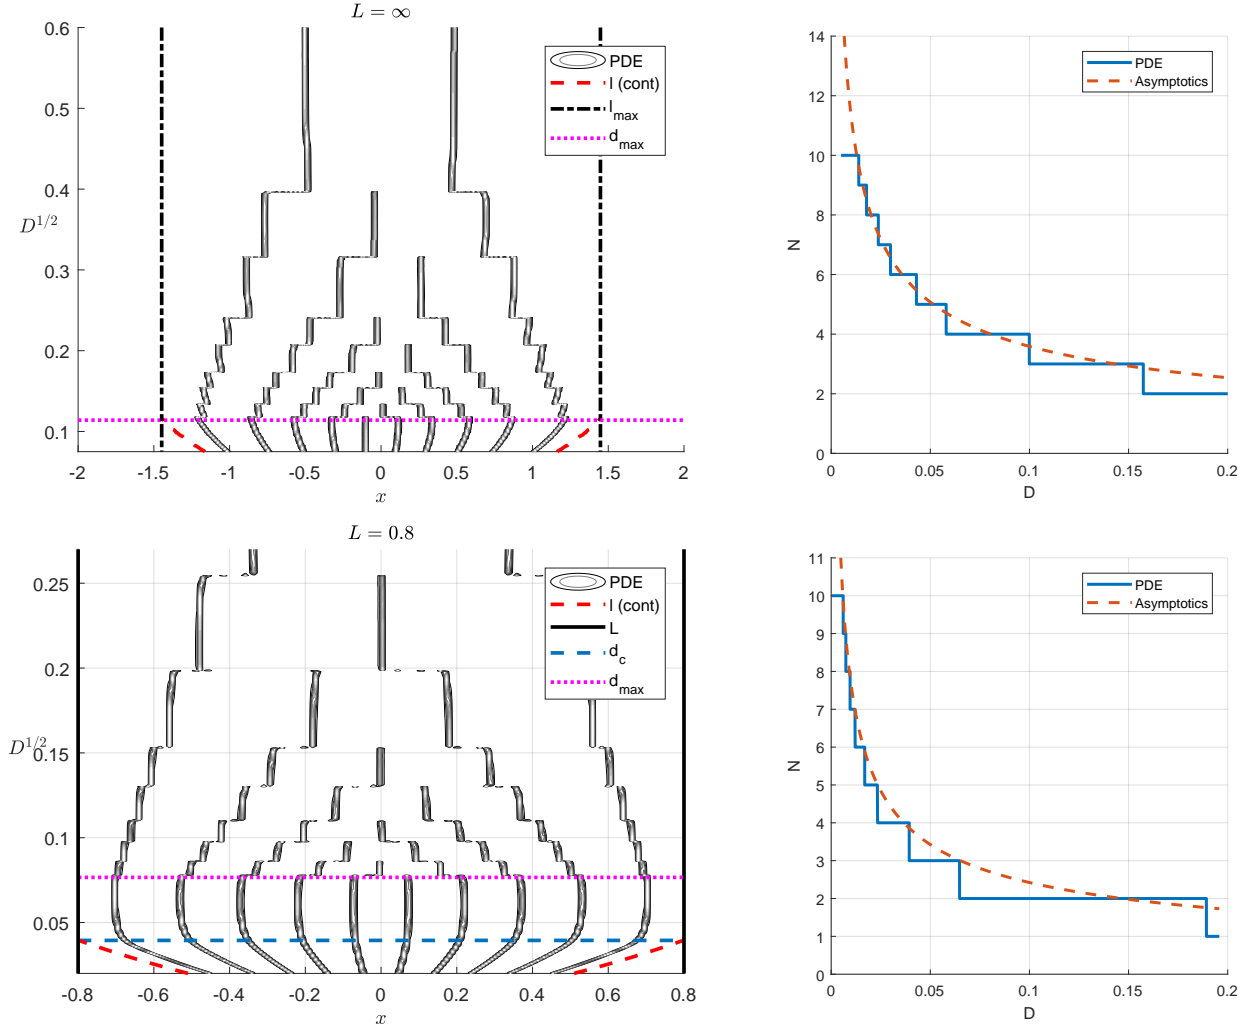 L = ∞
0.6
0.5
0.4
0.3
0.2
0.1
D^{1/2}
-2
-1.5
-1
-0.5
0
0.5
1
1.5
2
x
PDE
l (cont)
l_max
d_max
14
12
10
8
6
4
2
0
N
0
0.05
0.1
0.15
0.2
D
PDE
Asymptotics
L = 0.8
0.25
0.2
0.15
0.1
0.05
D^{1/2}
-0.8
-0.6
-0.4
-0.2
0
0.2
0.4
0.6
0.8
x
PDE
l (cont)
L
d_c
d_max
11
10
9
8
7
6
5
4
3
2
1
0
N
0
0.05
0.1
0.15
0.2
D
PDE
Asymptotics